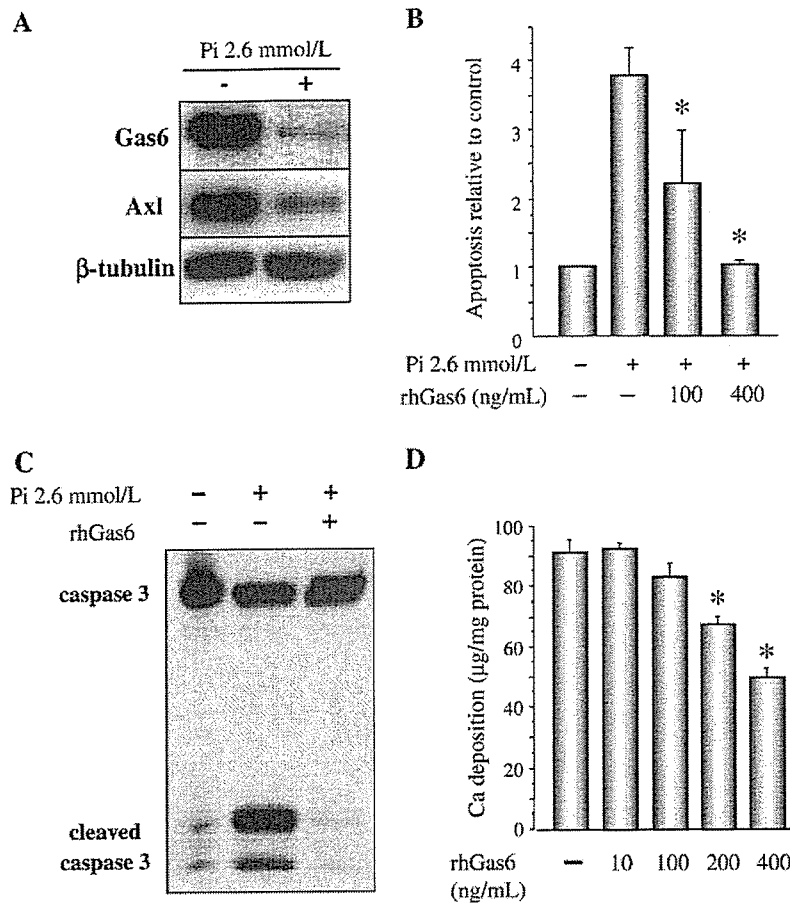 A
Pi 2.6 mmol/L
- +
Gas6
Axl
β-tubulin
B
Apoptosis relative to control
4
3
2
1
0
* *
Pi 2.6 mmol/L − + + +
rhGas6 (ng/mL) − − 100 400
C
Pi 2.6 mmol/L − + +
rhGas6 − − +
caspase 3
cleaved
caspase 3
D
Ca deposition (µg/mg protein)
100
80
60
40
20
0
* *
rhGas6 − 10 100 200 400
(ng/mL)